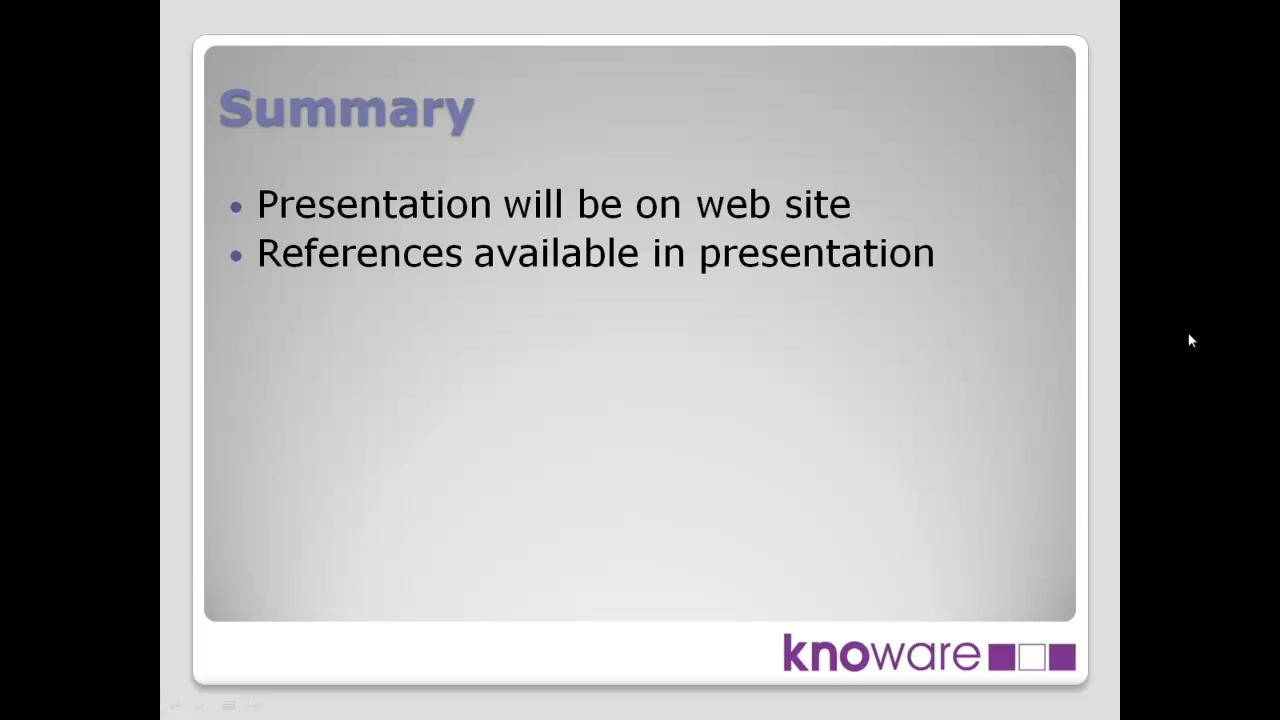 Summary
Presentation will be on web site
References available in presentation
knoware